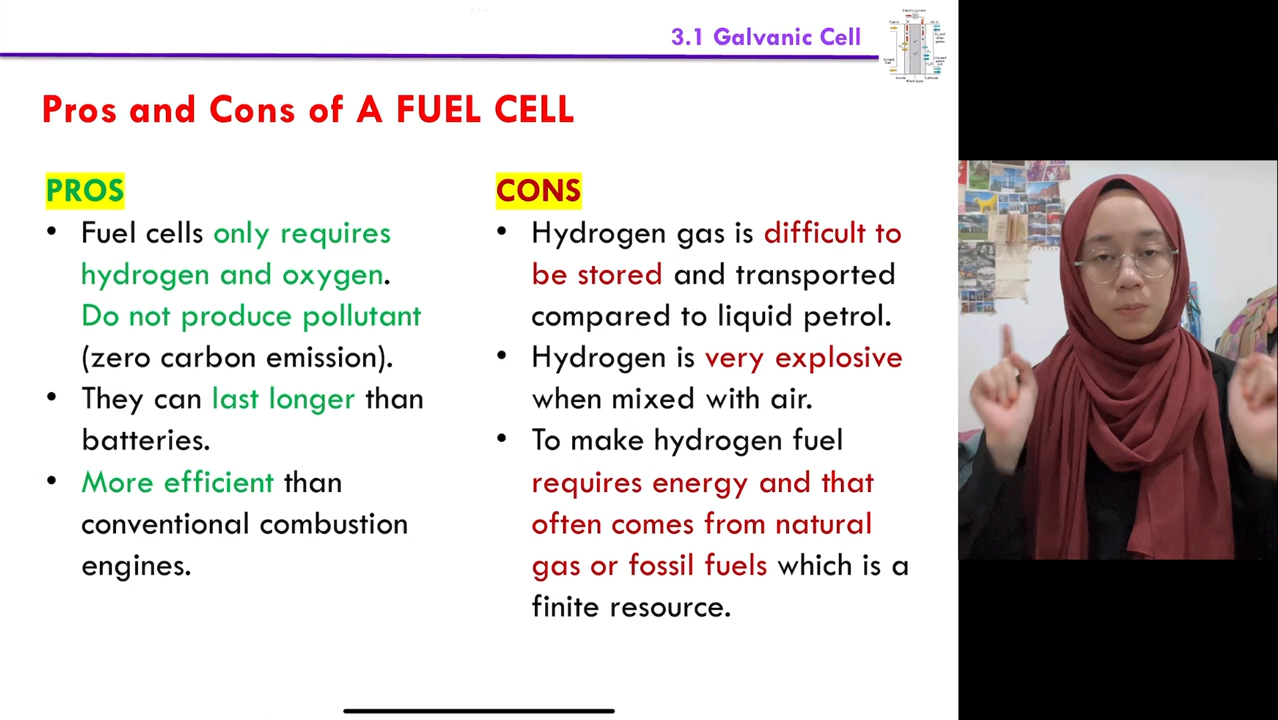 3.1 Galvanic Cell
Pros and Cons of A FUEL CELL
PROS
• Fuel cells only requires
hydrogen and oxygen.
Do not produce pollutant
(zero carbon emission).
• They can last longer than
batteries.
• More efficient than
conventional combustion
engines.
CONS
• Hydrogen gas is difficult to
be stored and transported
compared to liquid petrol.
• Hydrogen is very explosive
when mixed with air.
• To make hydrogen fuel
requires energy and that
often comes from natural
gas or fossil fuels which is a
finite resource.